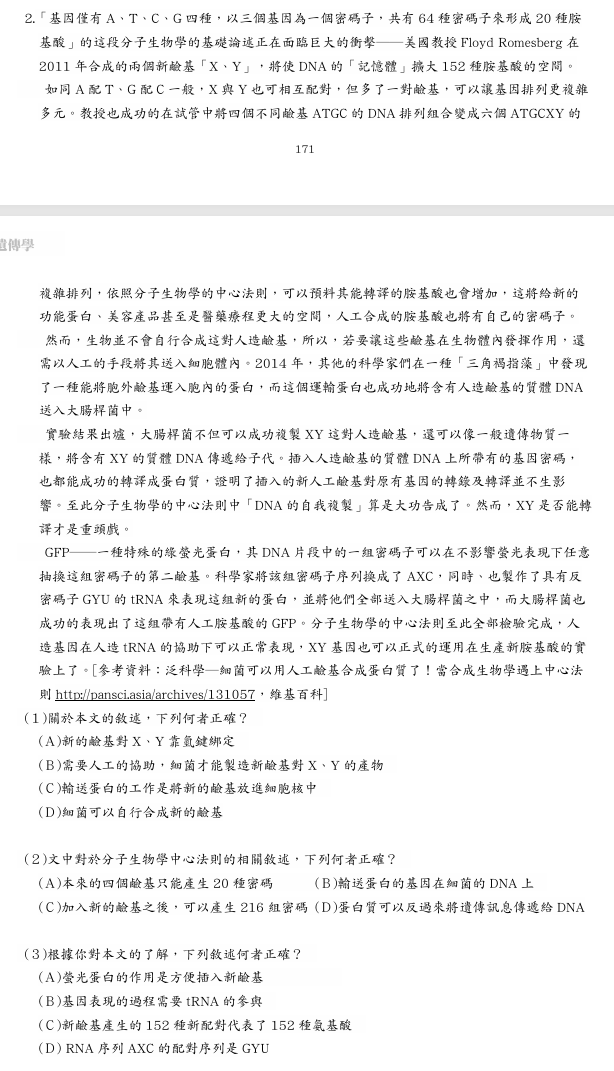 2.「基因僅有 A、T、C、G 四種，以三個基因為一個密碼子，共有 64 種密碼子來形成 20 種胺
基酸」的這段分子生物學的基礎論述正在面臨巨大的衝擊——美國教授 Floyd Romesberg 在
2011 年合成的兩個新鹼基「X、Y」，將使 DNA 的「記憶體」擴大 152 種胺基酸的空間。
如同 A 配 T、G 配 C 一般，X 與 Y 也可相互配對，但多了一對鹼基，可以讓基因排列更複雜
多元。教授也成功的在試管中將四個不同鹼基 ATGC 的 DNA 排列組合變成六個 ATGCXY 的
171
遺傳學
複雜排列，依照分子生物學的中心法則，可以預料其能轉譯的胺基酸也會增加，這將給新的
功能蛋白、美容產品甚至是醫藥療程更大的空間，人工合成的胺基酸也將有自己的密碼子。
然而，生物並不會自行合成這對人造鹼基，所以，若要讓這些鹼基在生物體內發揮作用，還
需以人工的手段將其送入細胞體內。2014 年，其他的科學家們在一種「三角褐指藻」中發現
了一種能將胞外鹼基運入胞內的蛋白，而這個運輸蛋白也成功地將含有人造鹼基的質體 DNA
送入大腸桿菌中。
實驗結果出爐，大腸桿菌不但可以成功複製 XY 這對人造鹼基，還可以像一般遺傳物質一
樣，將含有 XY 的質體 DNA 傳遞給子代。插入人造鹼基的質體 DNA 上所帶有的基因密碼，
也都能成功的轉譯成蛋白質，證明了插入的新人工鹼基對原有基因的轉錄及轉譯並不生影
響。至此分子生物學的中心法則中「DNA 的自我複製」算是大功告成了。然而，XY 是否能轉
譯才是重頭戲。
GFP——一種特殊的綠螢光蛋白，其 DNA 片段中的一組密碼子可以在不影響螢光表現下任意
抽換這組密碼子的第二鹼基。科學家將該組密碼子序列換成了 AXC，同時、也製作了具有反
密碼子 GYU 的 tRNA 來表現這組新的蛋白，並將他們全部送入大腸桿菌之中，而大腸桿菌也
成功的表現出了這組帶有人工胺基酸的 GFP。分子生物學的中心法則至此全部檢驗完成，人
造基因在人造 tRNA 的協助下可以正常表現，XY 基因也可以正式的運用在生產新胺基酸的實
驗上了。[參考資料：泛科學—細菌可以用人工鹼基合成蛋白質了！當合成生物學遇上中心法
則 http://pansci.asia/archives/131057，維基百科]
(1)關於本文的敘述，下列何者正確？
(A)新的鹼基對 X、Y 靠氫鍵綁定
(B)需要人工的協助，細菌才能製造新鹼基對 X、Y 的產物
(C)輸送蛋白的工作是將新的鹼基放進細胞核中
(D)細菌可以自行合成新的鹼基
(2)文中對於分子生物學中心法則的相關敘述，下列何者正確？
(A)本來的四個鹼基只能產生 20 種密碼 (B)輸送蛋白的基因在細菌的 DNA 上
(C)加入新的鹼基之後，可以產生 216 組密碼 (D)蛋白質可以反過來將遺傳訊息傳遞給 DNA
(3)根據你對本文的了解，下列敘述何者正確？
(A)螢光蛋白的作用是方便插入新鹼基
(B)基因表現的過程需要 tRNA 的參與
(C)新鹼基產生的 152 種新配對代表了 152 種氨基酸
(D) RNA 序列 AXC 的配對序列是 GYU